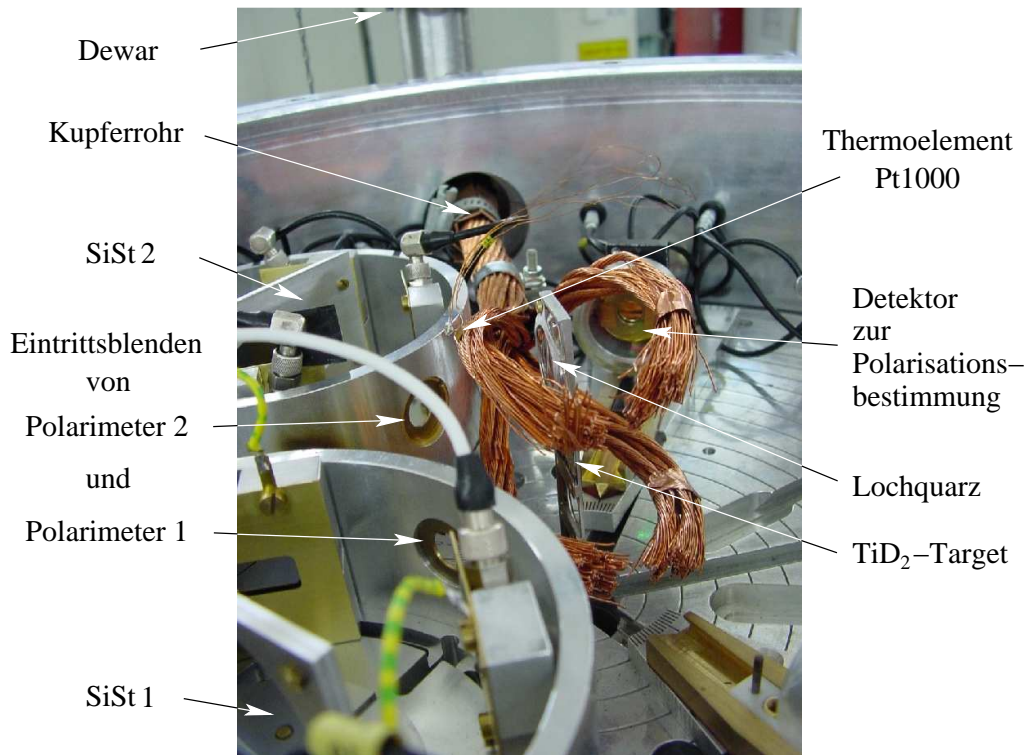 Dewar
Kupferrohr
SiSt 2
Eintrittsblenden
von
Polarimeter 2
und
Polarimeter 1
SiSt 1
Thermoelement
Pt1000
Detektor
zur
Polarisations−
bestimmung
Lochquarz
TiD₂−Target